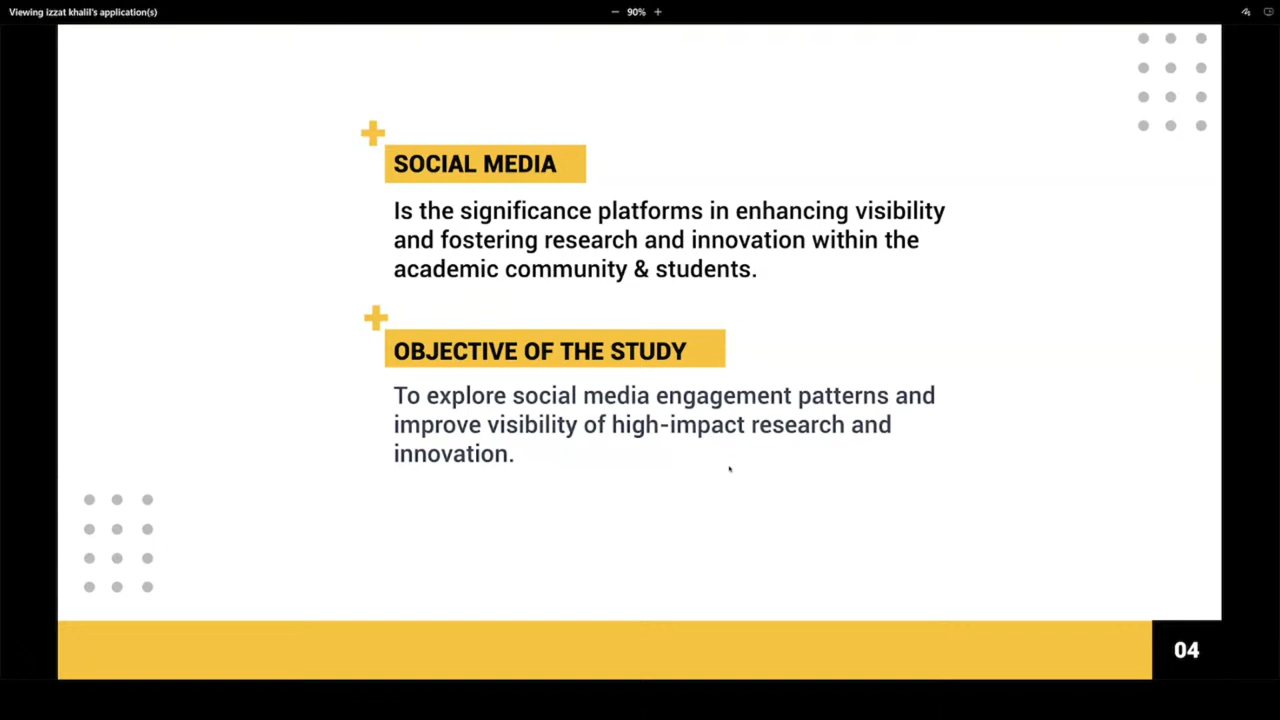 Viewing izzat khalil's application(s)
− 90% +
SOCIAL MEDIA
Is the significance platforms in enhancing visibility
and fostering research and innovation within the
academic community & students.
OBJECTIVE OF THE STUDY
To explore social media engagement patterns and
improve visibility of high-impact research and
innovation.
04